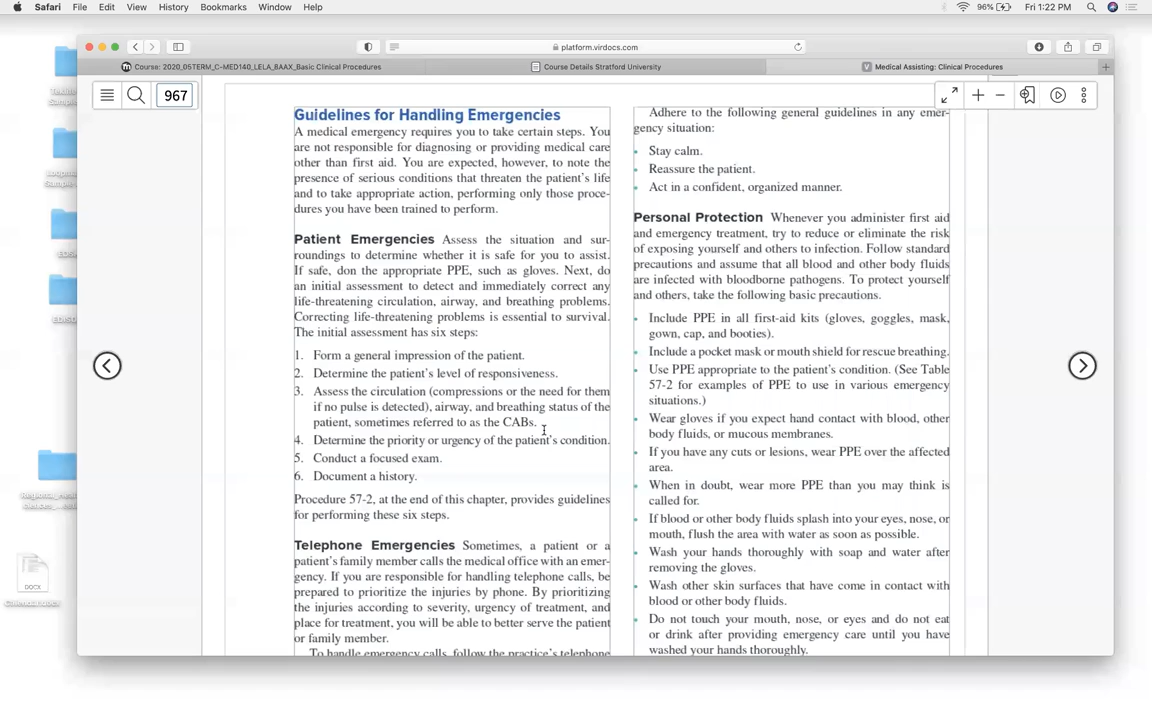 Safari File Edit View History Bookmarks Window Help
96% Fri 1:22 PM
platform.virdocs.com
Course: 2020_05TERM_C-MED140_LELA_BAAX_Basic Clinical Procedures
Course Details Stratford University
Medical Assisting: Clinical Procedures
967
Guidelines for Handling Emergencies
A medical emergency requires you to take certain steps. You
are not responsible for diagnosing or providing medical care
other than first aid. You are expected, however, to note the
presence of serious conditions that threaten the patient's life
and to take appropriate action, performing only those proce-
dures you have been trained to perform.
Patient Emergencies Assess the situation and sur-
roundings to determine whether it is safe for you to assist.
If safe, don the appropriate PPE, such as gloves. Next, do
an initial assessment to detect and immediately correct any
life-threatening circulation, airway, and breathing problems.
Correcting life-threatening problems is essential to survival.
The initial assessment has six steps:
1. Form a general impression of the patient.
2. Determine the patient's level of responsiveness.
3. Assess the circulation (compressions or the need for them
if no pulse is detected), airway, and breathing status of the
patient, sometimes referred to as the CABs.
4. Determine the priority or urgency of the patient's condition.
5. Conduct a focused exam.
6. Document a history.
Procedure 57-2, at the end of this chapter, provides guidelines
for performing these six steps.
Telephone Emergencies Sometimes, a patient or a
patient's family member calls the medical office with an emer-
gency. If you are responsible for handling telephone calls, be
prepared to prioritize the injuries by phone. By prioritizing
the injuries according to severity, urgency of treatment, and
place for treatment, you will be able to better serve the patient
or family member.
To handle emergency calls, follow the practice's telephone
Adhere to the following general guidelines in any emer-
gency situation:
• Stay calm.
• Reassure the patient.
• Act in a confident, organized manner.
Personal Protection Whenever you administer first aid
and emergency treatment, try to reduce or eliminate the risk
of exposing yourself and others to infection. Follow standard
precautions and assume that all blood and other body fluids
are infected with bloodborne pathogens. To protect yourself
and others, take the following basic precautions.
• Include PPE in all first-aid kits (gloves, goggles, mask,
gown, cap, and booties).
• Include a pocket mask or mouth shield for rescue breathing.
• Use PPE appropriate to the patient's condition. (See Table
57-2 for examples of PPE to use in various emergency
situations.)
• Wear gloves if you expect hand contact with blood, other
body fluids, or mucous membranes.
• If you have any cuts or lesions, wear PPE over the affected
area.
• When in doubt, wear more PPE than you may think is
called for.
• If blood or other body fluids splash into your eyes, nose, or
mouth, flush the area with water as soon as possible.
• Wash your hands thoroughly with soap and water after
removing the gloves.
• Wash other skin surfaces that have come in contact with
blood or other body fluids.
• Do not touch your mouth, nose, or eyes and do not eat
or drink after providing emergency care until you have
washed your hands thoroughly.
DOCX